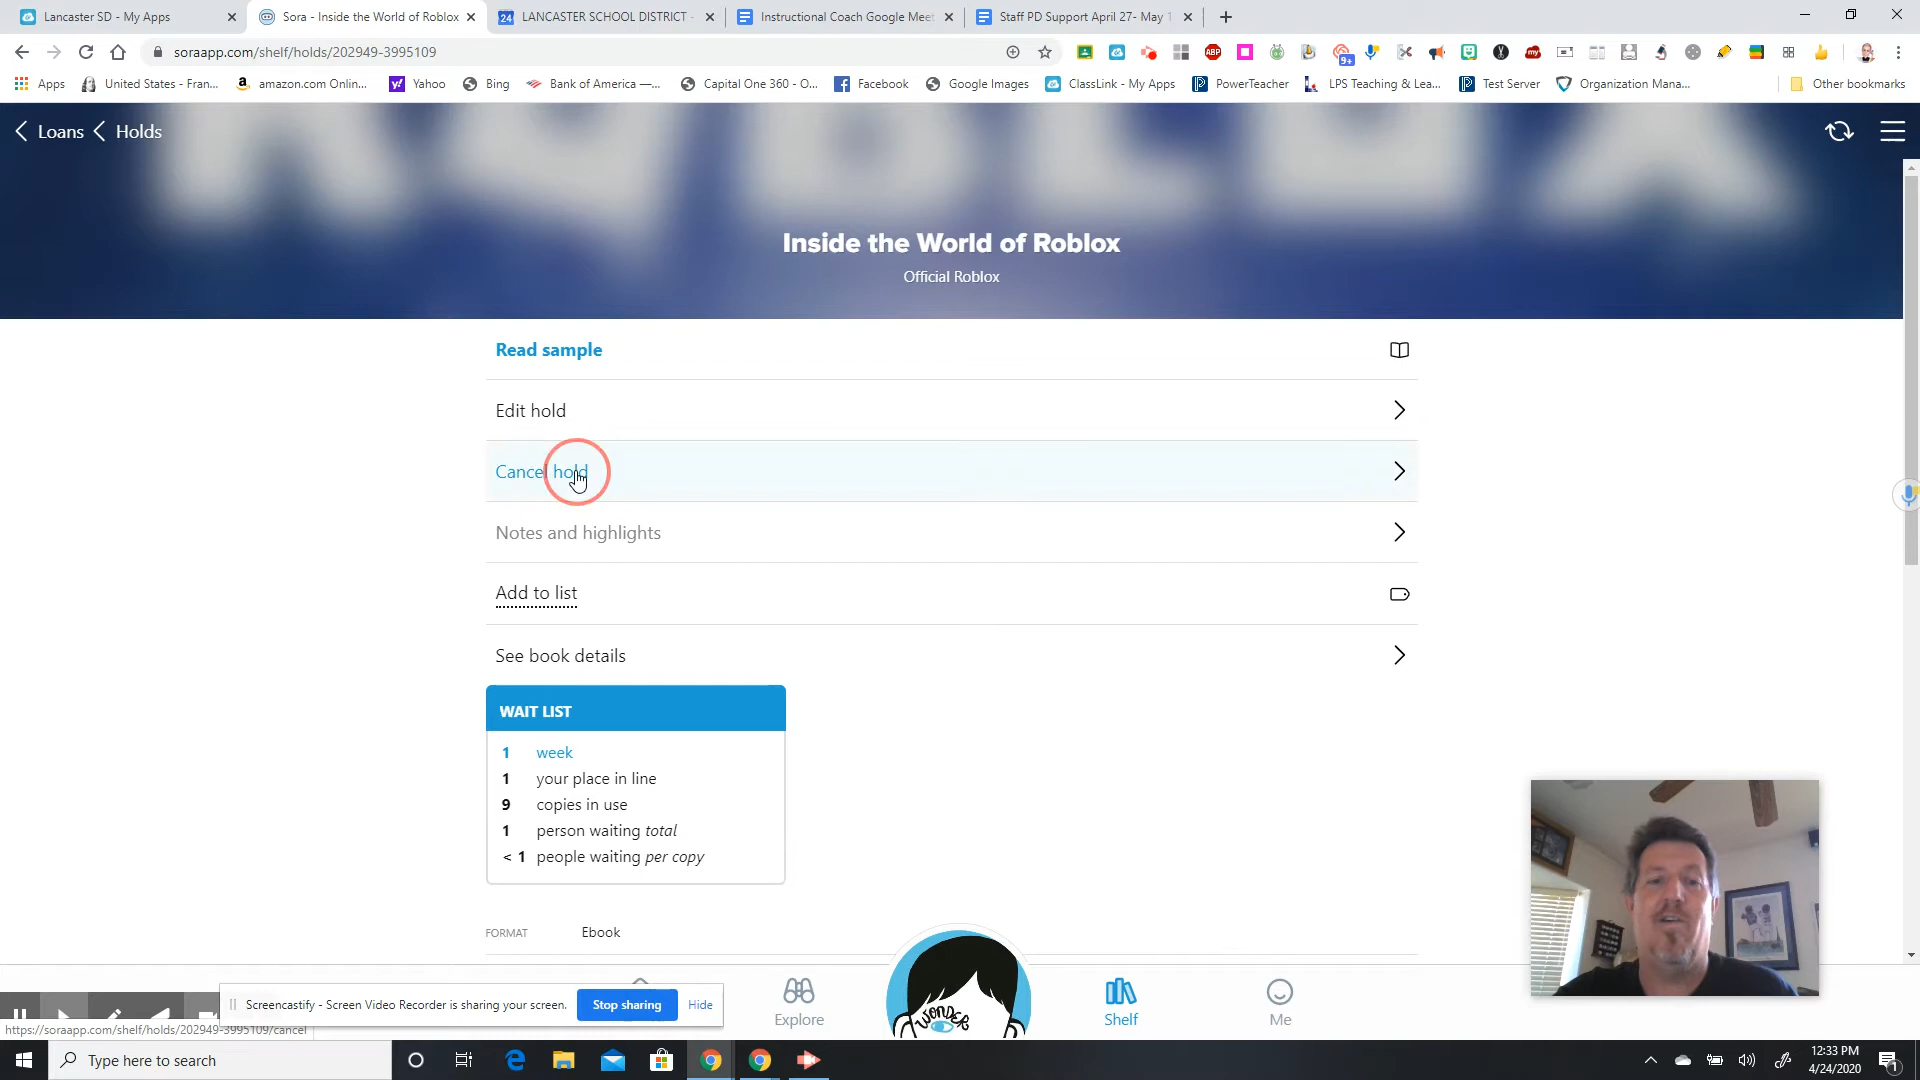 Lancaster SD - My Apps
Sora - Inside the World of Roblox
LANCASTER SCHOOL DISTRICT -
Instructional Coach Google Meet
Staff PD Support April 27- May 1
soraapp.com/shelf/holds/202949-3995109
Apps
United States - Fran...
amazon.com Onlin...
Yahoo
Bing
Bank of America —...
Capital One 360 - O...
Facebook
Google Images
ClassLink - My Apps
PowerTeacher
LPS Teaching & Lea...
Test Server
Organization Mana...
Other bookmarks
Loans
Holds
ROBLOX
Inside the World of Roblox
Official Roblox
Read sample
Edit hold
Cancel hold
Notes and highlights
Add to list
See book details
WAIT LIST
1 week
1 your place in line
9 copies in use
1 person waiting total
< 1 people waiting per copy
FORMAT Ebook
Screencastify - Screen Video Recorder is sharing your screen.
Stop sharing
Hide
https://soraapp.com/shelf/holds/202949-3995109/cancel
Explore
WONDER
Shelf
Me
Type here to search
12:33 PM
4/24/2020